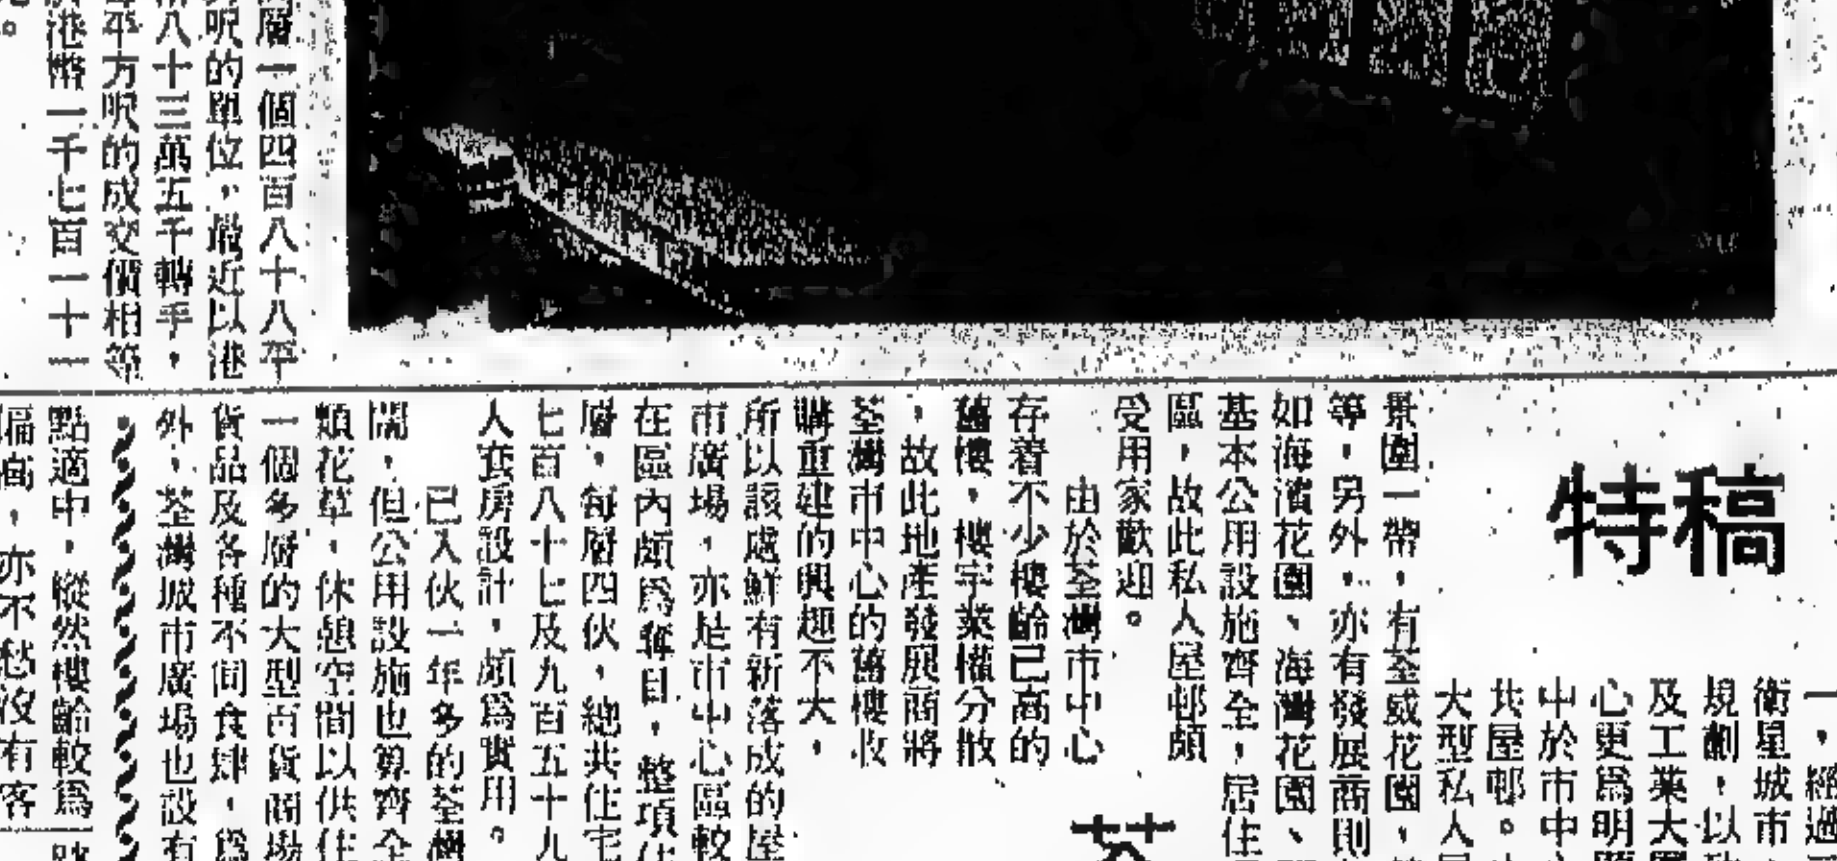 層一個四百八十八平
呎的單位，最近以港
八十三萬五千轉手，
平方呎的成交價相等
港幣一千七百一十一
特稿
一，經過
衛星城市
規劃，以
及工業大
心更爲明顯
中於市中
共屋邨。
大型私人
景圍一帶，有荃威花園，
等，另外，亦有發展商則
如海濱花園、海灣花園、
基本公用設施齊全，居住
區，故此私人屋邨頗
受用家歡迎。
由於荃灣市中心
存着不少樓齡已高的
舊樓，樓宇業權分散
，故此地產發展商將
荃灣市中心的舊樓收
購重建的興趣不大，
所以該處鮮有新落成的屋
市廣場，亦是市中心區較
在區內頗爲奪目，整項住
層，每層四伙，總共住宅
七百八十七及九百五十九
人套房設計，頗爲實用。
已入伙一年多的荃灣
闊，但公用設施也算齊全
類花草，休憩空間以供住
一個多層的大型百貨商場
貨品及各種不同食肆，爲
外，荃灣城市廣場也設有
點適中，縱然樓齡較爲
偏高，亦不愁沒有客